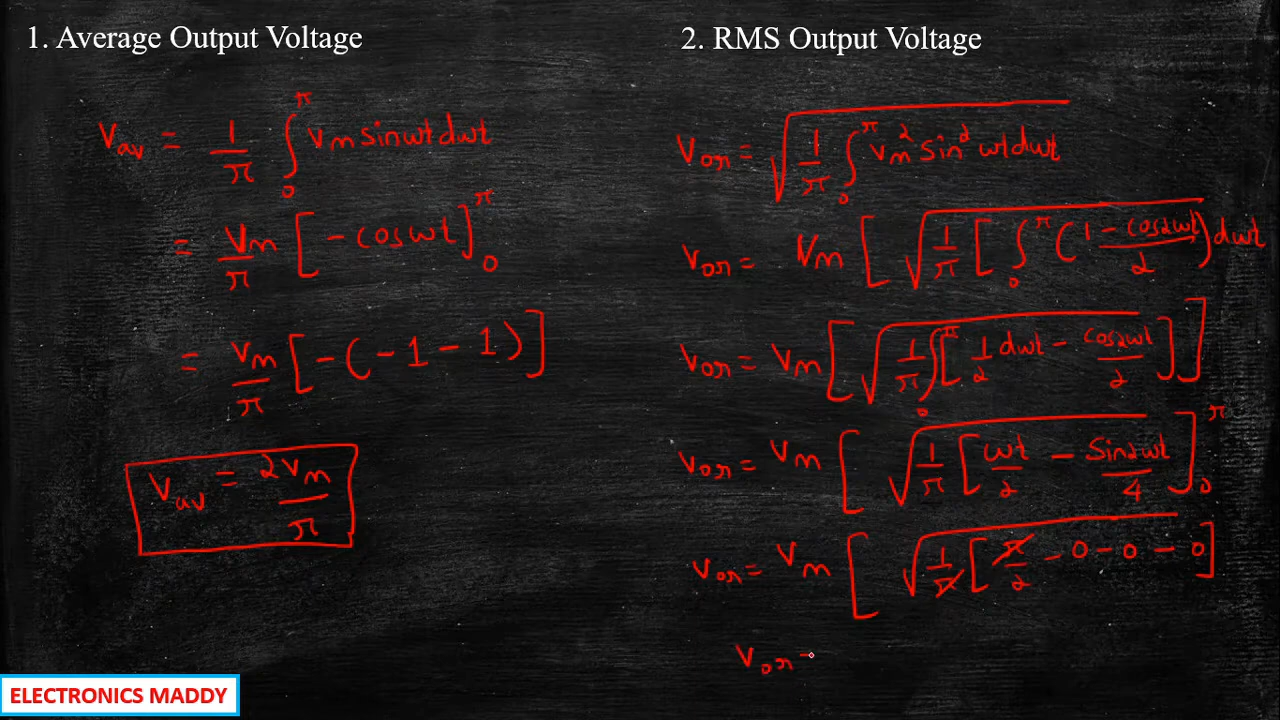 1. Average Output Voltage
Vav = 1/π ∫₀^π Vm sinωt dωt
= Vm/π [ - cosωt ]₀^π
= Vm/π [ - ( - 1 - 1 ) ]
Vav = 2Vm/π
2. RMS Output Voltage
Vor = √( 1/π ∫₀^π Vm² sin² ωt dωt
Vor = Vm [ √( 1/π [ ∫₀^π ( 1 - cos2ωt / 2 ) dωt
Vor = Vm [ √( 1/π ∫₀^π [ 1/2 dωt - cos2ωt/2 ] ]
Vor = Vm [ √( 1/π [ ωt/2 - sin2ωt/4 ]₀^π
Vor = Vm [ √( 1/π [ π/2 - 0 - 0 - 0 ]
Vor -
ELECTRONICS MADDY